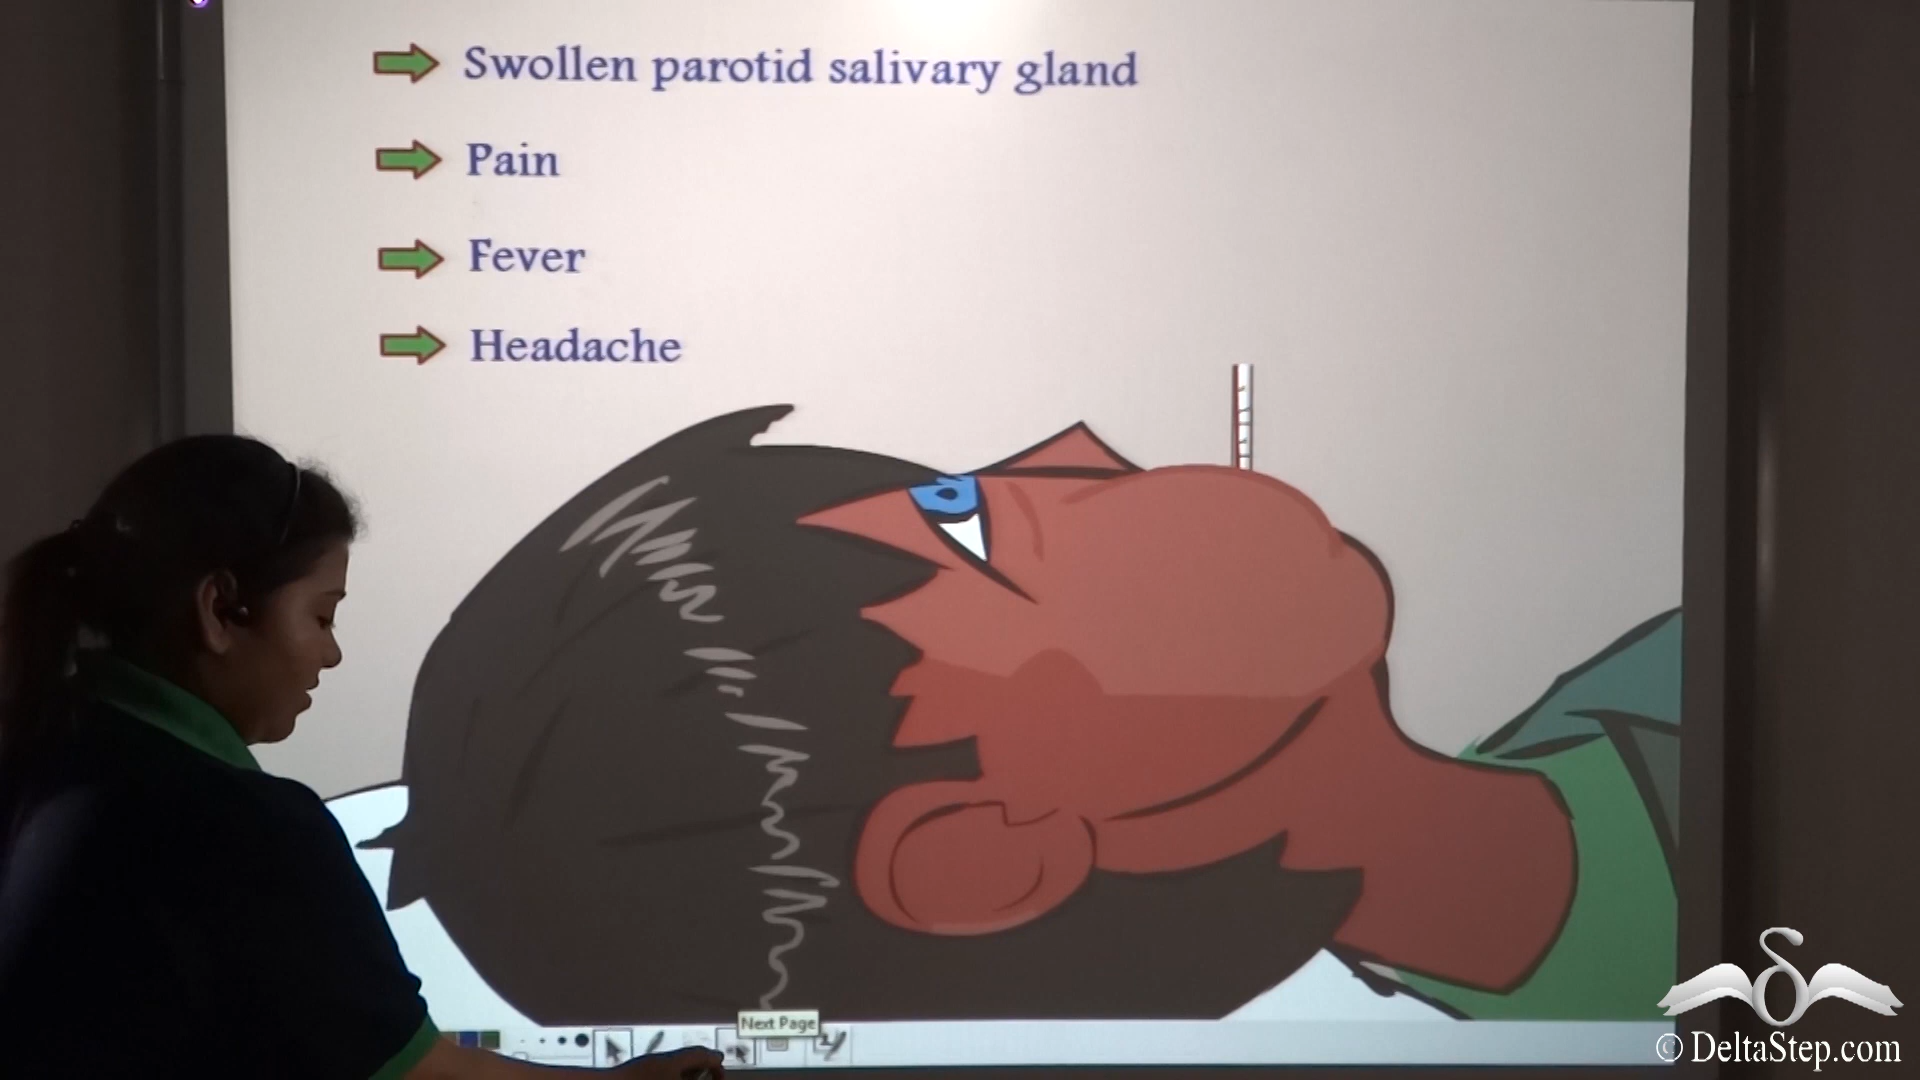 Swollen parotid salivary gland
Pain
Fever
Headache
Next Page
© DeltaStep.com